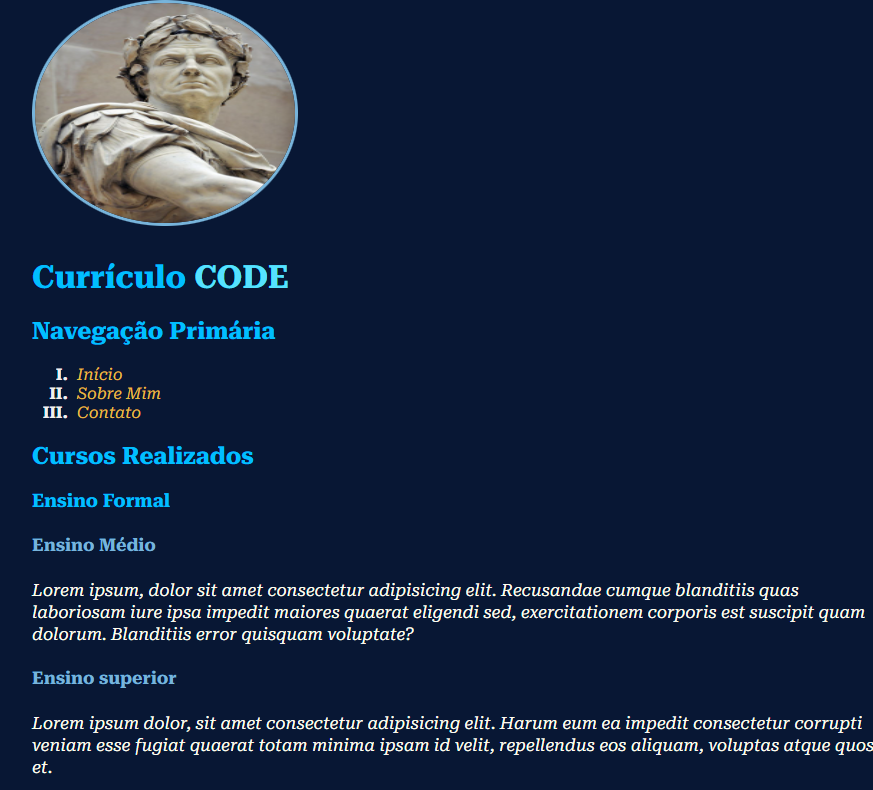 Currículo CODE
Navegação Primária
I. Início
II. Sobre Mim
III. Contato
Cursos Realizados
Ensino Formal
Ensino Médio
Lorem ipsum, dolor sit amet consectetur adipisicing elit. Recusandae cumque blanditiis quas
laboriosam iure ipsa impedit maiores quaerat eligendi sed, exercitationem corporis est suscipit quam
dolorum. Blanditiis error quisquam voluptate?
Ensino superior
Lorem ipsum dolor, sit amet consectetur adipisicing elit. Harum eum ea impedit consectetur corrupti
veniam esse fugiat quaerat totam minima ipsam id velit, repellendus eos aliquam, voluptas atque quos
et.